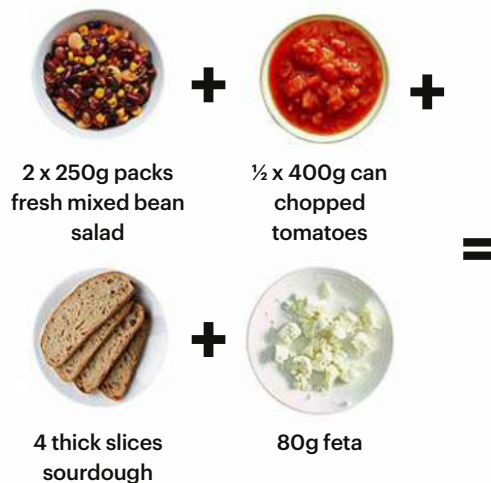 +
+
2 x 250g packs
fresh mixed bean
salad
½ x 400g can
chopped
tomatoes
=
+
4 thick slices
sourdough
80g feta